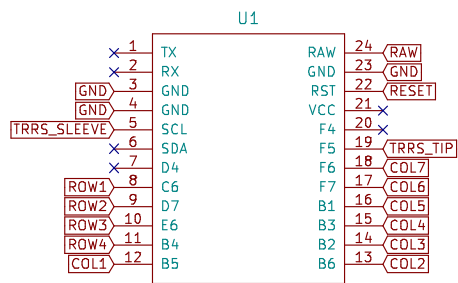 U1
1 TX RAW 24 RAW
2 RX GND 23 GND
GND 3 GND RST 22 RESET
GND 4 GND VCC 21
TRRS_SLEEVE 5 SCL F4 20
6 SDA F5 19 TRRS_TIP
7 D4 F6 18 COL7
ROW1 8 C6 F7 17 COL6
ROW2 9 D7 B1 16 COL5
ROW3 10 E6 B3 15 COL4
ROW4 11 B4 B2 14 COL3
COL1 12 B5 B6 13 COL2